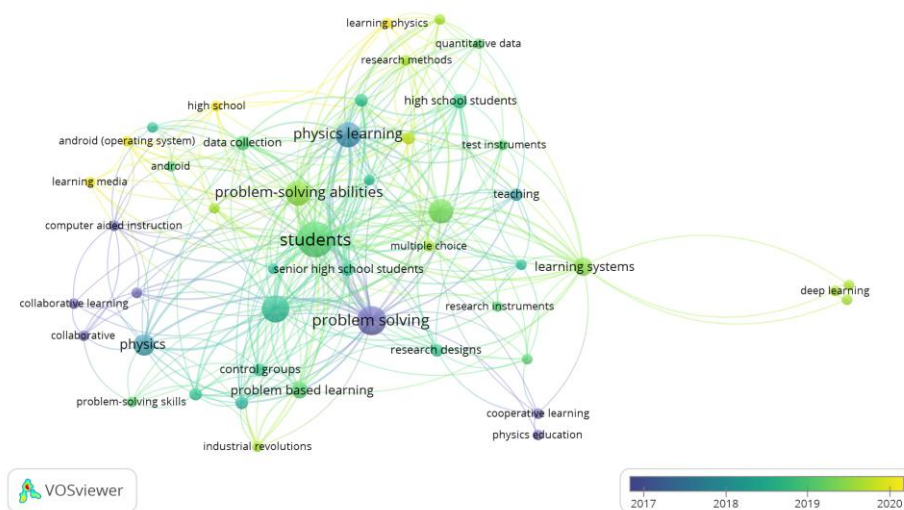 learning physics
quantitative data
research methods
high school students
high school
physics learning
android (operating system)
data collection
test instruments
android
learning media
problem-solving abilities
teaching
computer aided instruction
students
multiple choice
senior high school students
learning systems
deep learning
collaborative learning
research instruments
problem solving
collaborative
physics
research designs
control groups
problem based learning
problem-solving skills
cooperative learning
physics education
industrial revolutions
VOSviewer
2017 2018 2019 2020